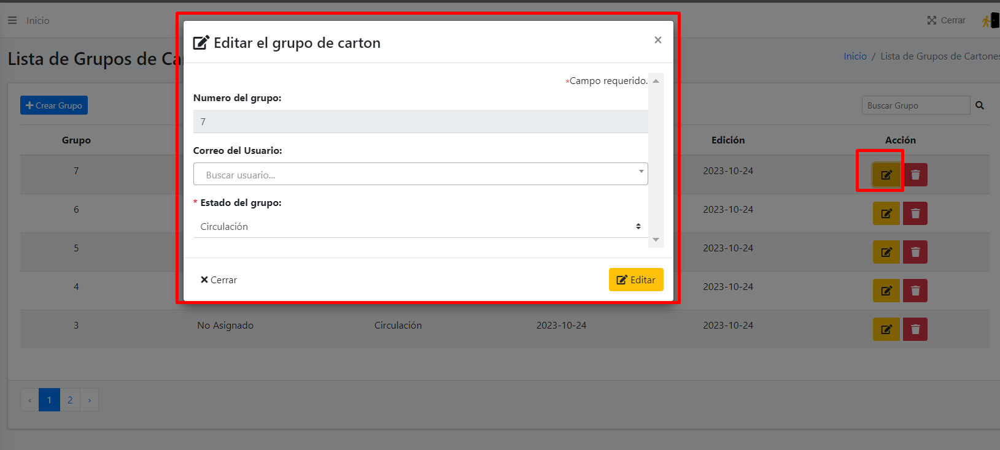 Inicio
Cerrar
Editar el grupo de carton
×
Lista de Grupos de Ca
Inicio / Lista de Grupos de Cartones
*Campo requerido.
Crear Grupo
Buscar Grupo
Numero del grupo:
7
Correo del Usuario:
Buscar usuario...
* Estado del grupo:
Circulación
Cerrar
Editar
Grupo Edición Acción
7 2023-10-24
6 2023-10-24
5 2023-10-24
4 2023-10-24
3 No Asignado Circulación 2023-10-24 2023-10-24
‹ 1 2 ›